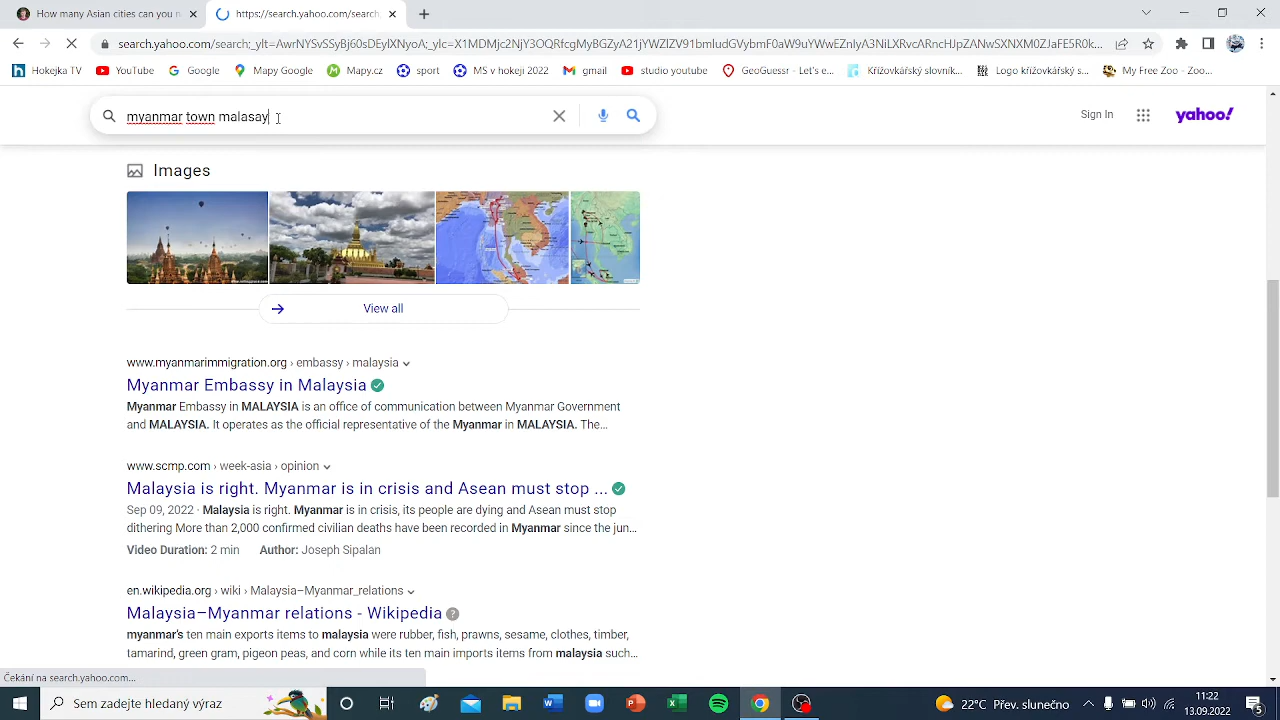 How many Asian cities can you n
https://search.yahoo.com/search
search.yahoo.com/search;_ylt=AwrNYSvSSyBj60sDEylXNyoA;_ylc=X1MDMjc2NjY3OQRfcgMyBGZyA21jYWZlZV91bmludGVybmF0aW9uYWwEZnIyA3NiLXRvcARncHJpZANwSXNXM0ZJaFE5R0k...
Hokejka TV
YouTube
Google
Mapy Google
Mapy.cz
sport
MS v hokeji 2022
gmail
studio youtube
GeoGuessr - Let's e...
Křížovkářský slovník...
Logo křížovkářský s...
My Free Zoo - Zoo...
myanmar town malasay
Sign In
yahoo!
Images
View all
www.myanmarimmigration.org › embassy › malaysia
Myanmar Embassy in Malaysia
Myanmar Embassy in MALAYSIA is an office of communication between Myanmar Government
and MALAYSIA. It operates as the official representative of the Myanmar in MALAYSIA. The...
www.scmp.com › week-asia › opinion
Malaysia is right. Myanmar is in crisis and Asean must stop ...
Sep 09, 2022 · Malaysia is right. Myanmar is in crisis, its people are dying and Asean must stop
dithering More than 2,000 confirmed civilian deaths have been recorded in Myanmar since the jun...
Video Duration: 2 min Author: Joseph Sipalan
en.wikipedia.org › wiki › Malaysia–Myanmar_relations
Malaysia–Myanmar relations - Wikipedia
myanmar's ten main exports items to malaysia were rubber, fish, prawns, sesame, clothes, timber,
tamarind, green gram, pigeon peas, and corn while its ten main imports items from malaysia such...
Čekání na search.yahoo.com...
Sem zadejte hledaný výraz
22°C Přev. slunečno
11:22
13.09.2022